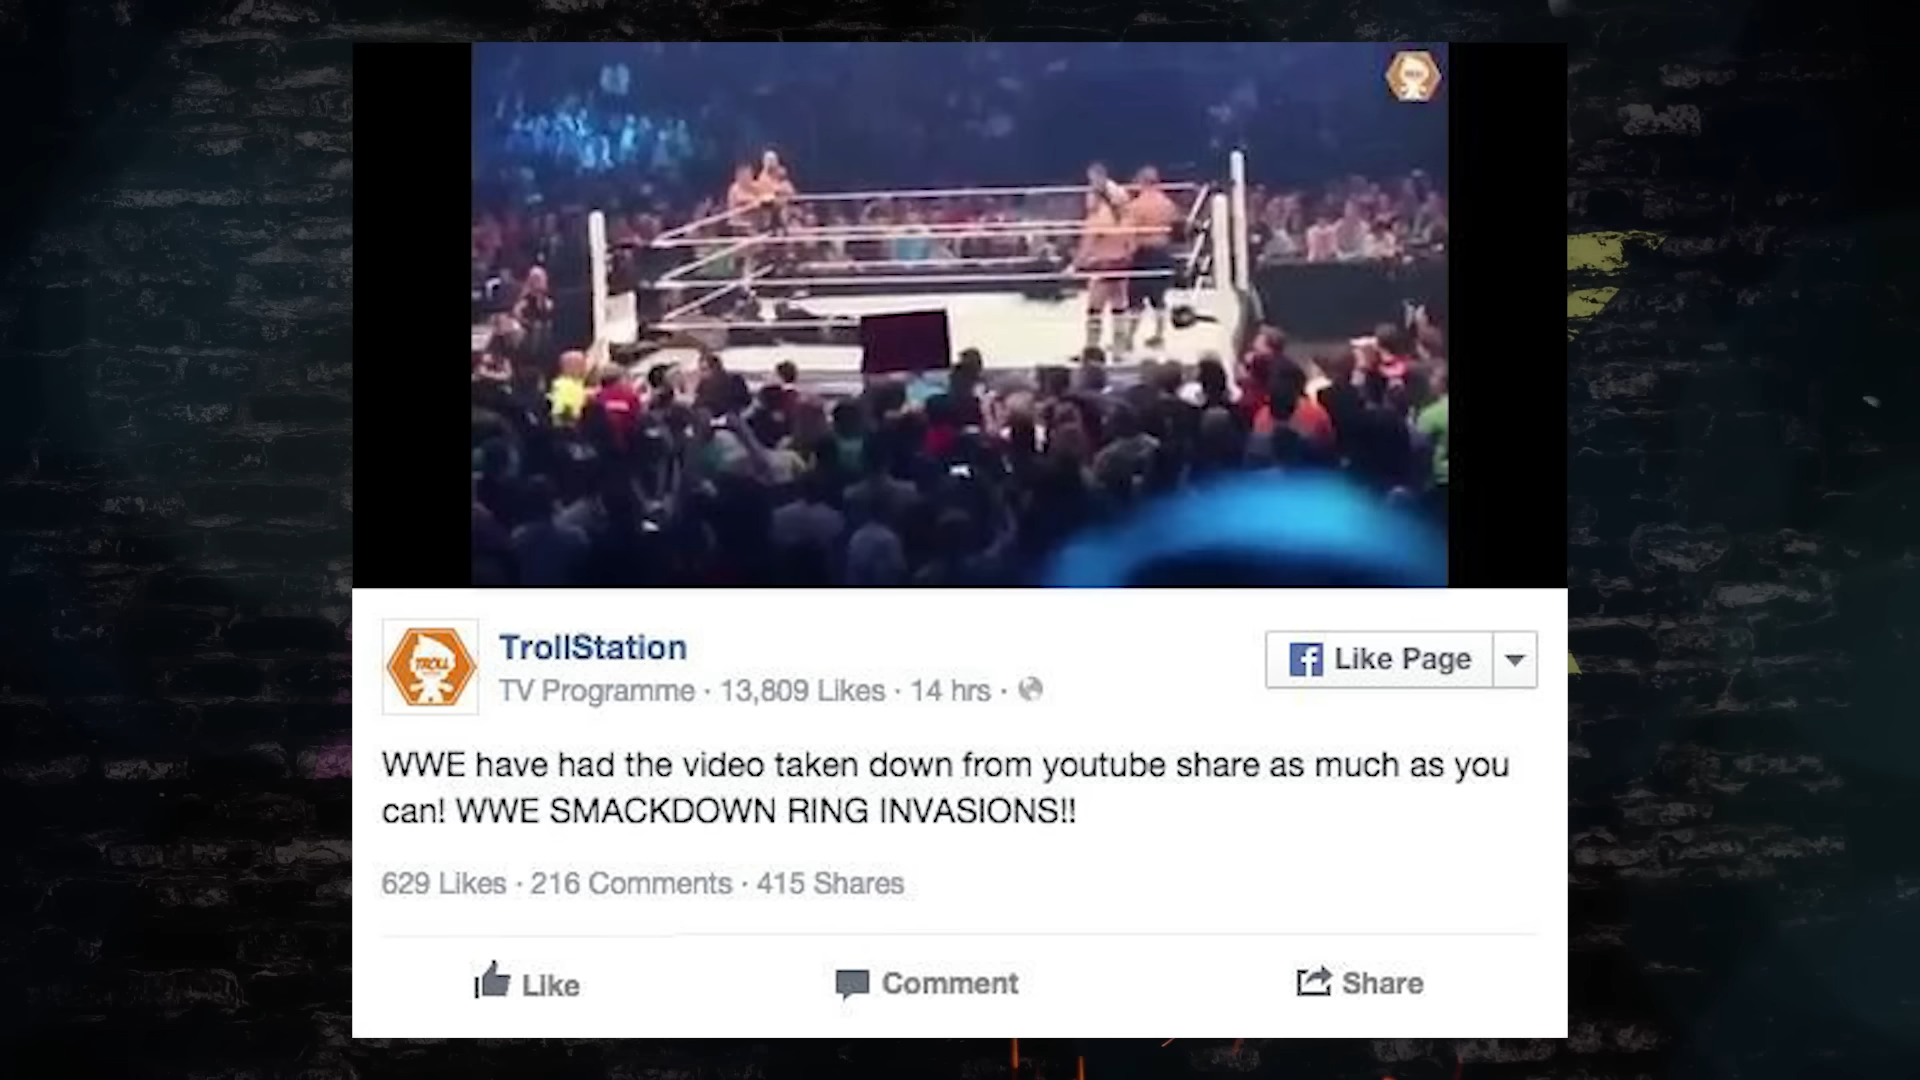 TROLL
TrollStation
TV Programme · 13,809 Likes · 14 hrs ·
Like Page
WWE have had the video taken down from youtube share as much as you
can! WWE SMACKDOWN RING INVASIONS!!
629 Likes · 216 Comments · 415 Shares
Like
Comment
Share